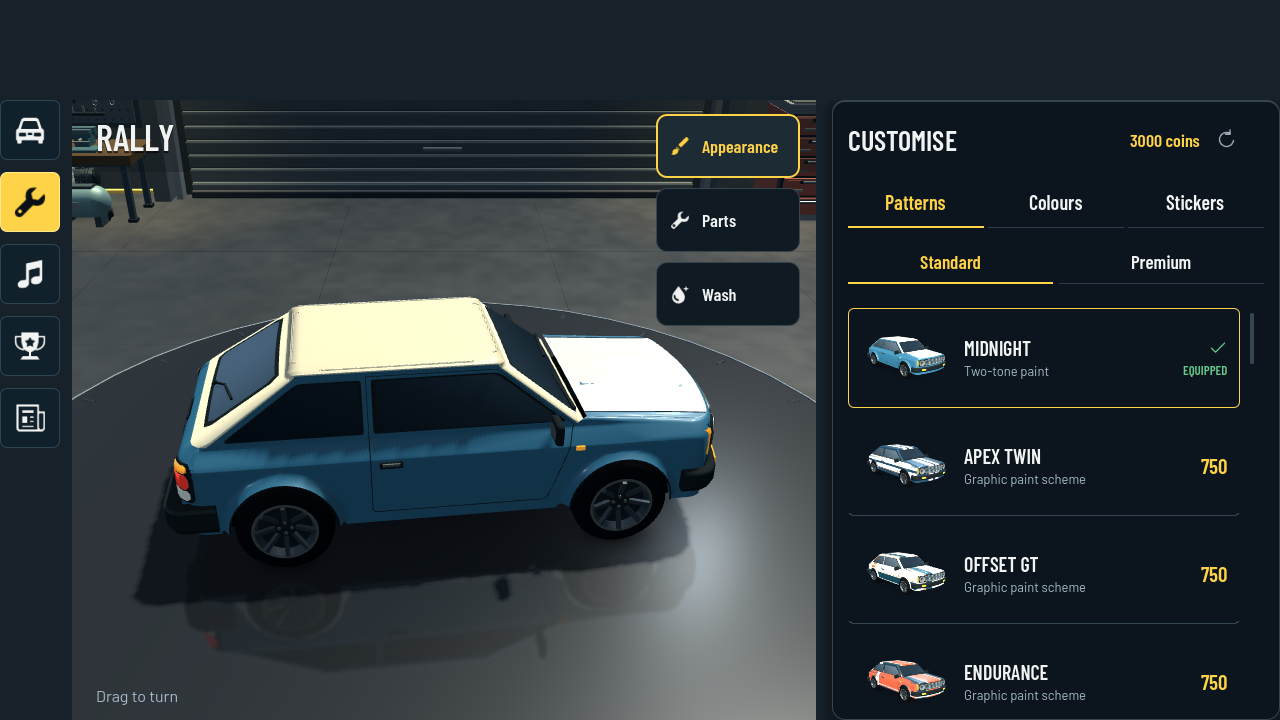 RALLY
Appearance
Parts
Wash
Drag to turn
CUSTOMISE
3000 coins
Patterns
Colours
Stickers
Standard
Premium
MIDNIGHT
Two-tone paint
EQUIPPED
APEX TWIN
Graphic paint scheme
750
OFFSET GT
Graphic paint scheme
750
ENDURANCE
Graphic paint scheme
750